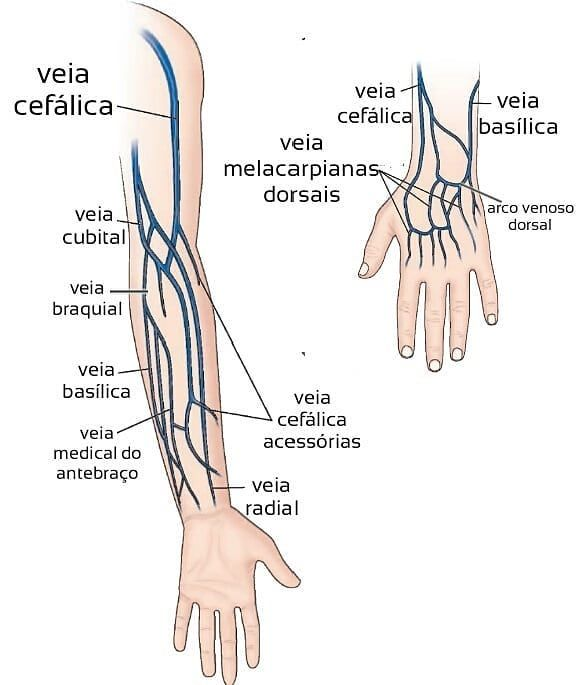 veia
cefálica
veia
cubital
veia
braquial
veia
basílica
veia
medical do
antebraço
veia
cefálica
acessórias
veia
radial
veia
cefálica
veia
basílica
veia
melacarpianas
dorsais
arco venoso
dorsal